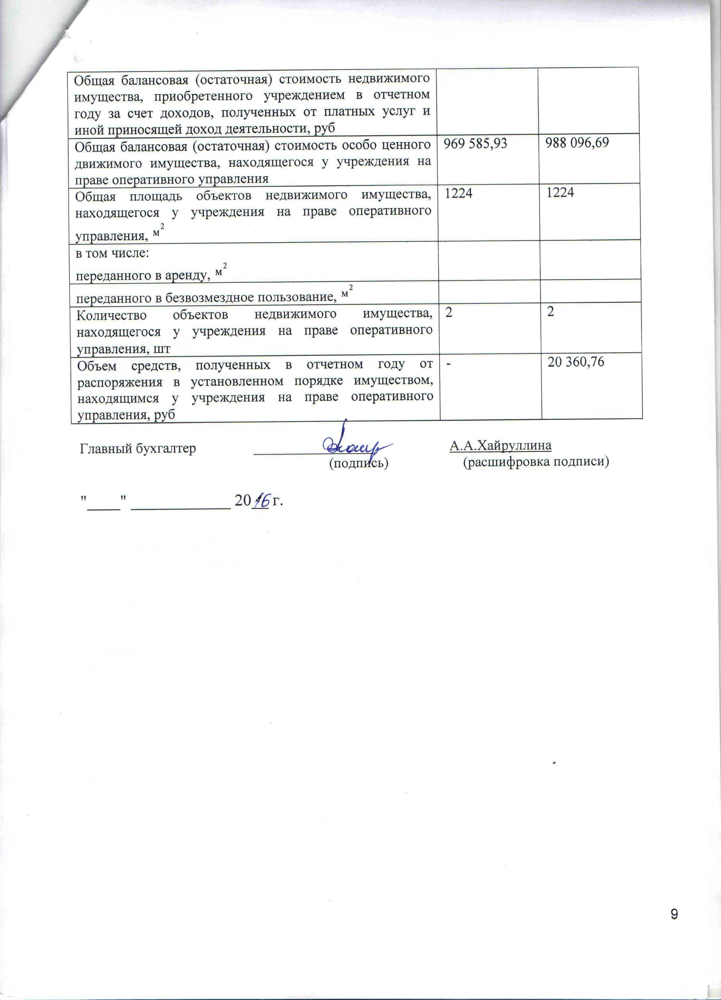 Общая балансовая (остаточная) стоимость недвижимого
имущества, приобретенного учреждением в отчетном
году за счет доходов, полученных от платных услуг и
иной приносящей доход деятельности, руб
Общая балансовая (остаточная) стоимость особо ценного 969 585,93 988 096,69
движимого имущества, находящегося у учреждения на
праве оперативного управления
Общая площадь объектов недвижимого имущества, 1224 1224
находящегося у учреждения на праве оперативного
управления, м²
в том числе:
переданного в аренду, м²
переданного в безвозмездное пользование, м²
Количество объектов недвижимого имущества, 2 2
находящегося у учреждения на праве оперативного
управления, шт
Объем средств, полученных в отчетном году от - 20 360,76
распоряжения в установленном порядке имуществом,
находящимся у учреждения на праве оперативного
управления, руб
Главный бухгалтер А.А.Хайруллина
(подпись) (расшифровка подписи)
"____" ____________ 2016 г.
9